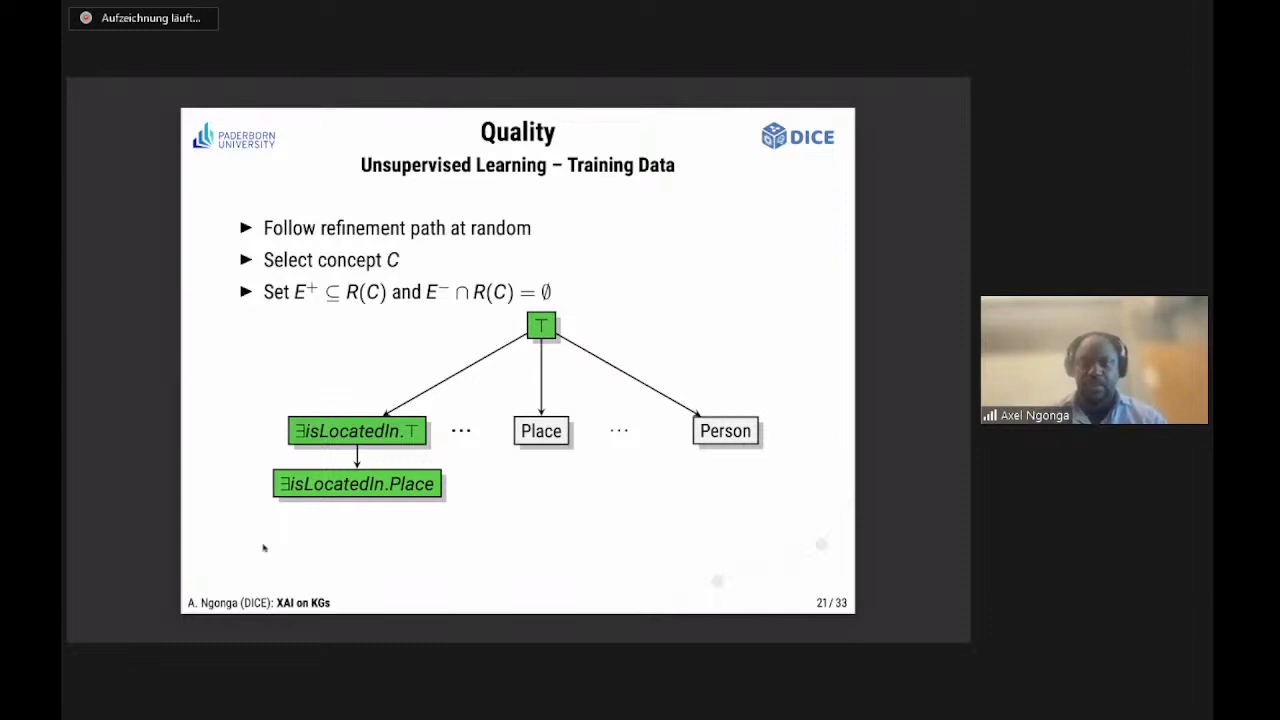 Aufzeichnung läuft...
PADERBORN
UNIVERSITY
Quality
DICE
Unsupervised Learning – Training Data
► Follow refinement path at random
► Select concept C
► Set E⁺ ⊆ R(C) and E⁻ ∩ R(C) = ∅
⊤
∃isLocatedIn.⊤ ... Place ... Person
∃isLocatedIn.Place
Axel Ngonga
A. Ngonga (DICE): XAI on KGs 21 / 33